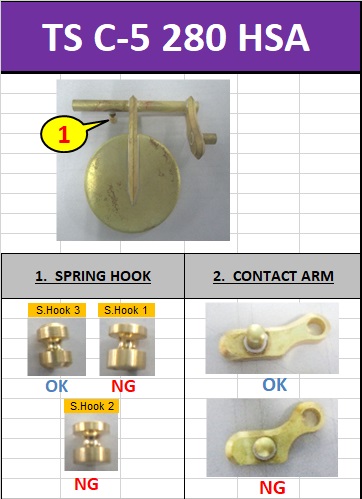 TS C-5 280 HSA
1
1. SPRING HOOK
2. CONTACT ARM
S.Hook 3
S.Hook 1
OK
NG
OK
S.Hook 2
NG
NG